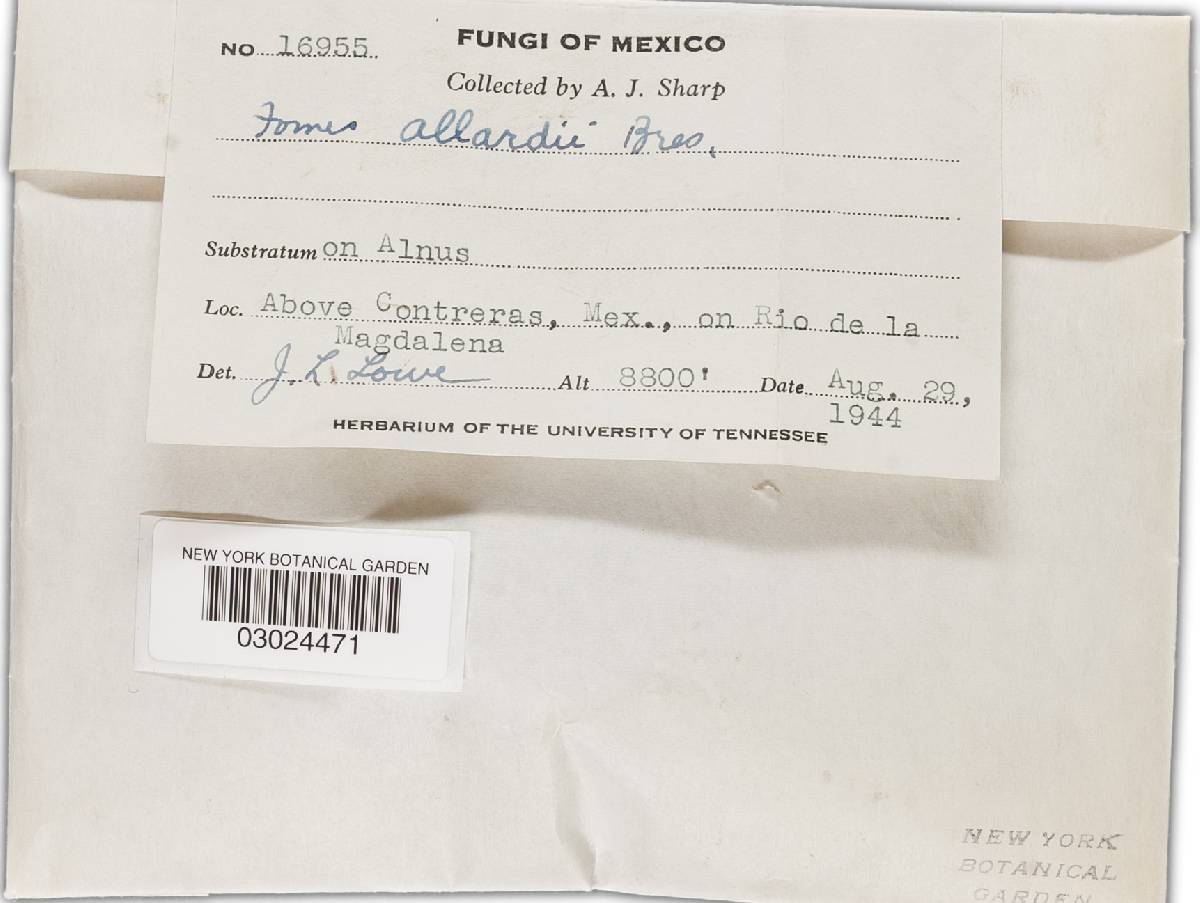 NO 16955
FUNGI OF MEXICO
Collected by A. J. Sharp
Fomes allardii Bres.
Substratum on Alnus
Loc. Above Contreras, Mex., on Rio de la
Magdalena
Det. J. L. Lowe Alt 8800' Date Aug. 29,
1944
HERBARIUM OF THE UNIVERSITY OF TENNESSEE
NEW YORK BOTANICAL GARDEN
03024471
NEW YORK
BOTANICAL
GARDEN